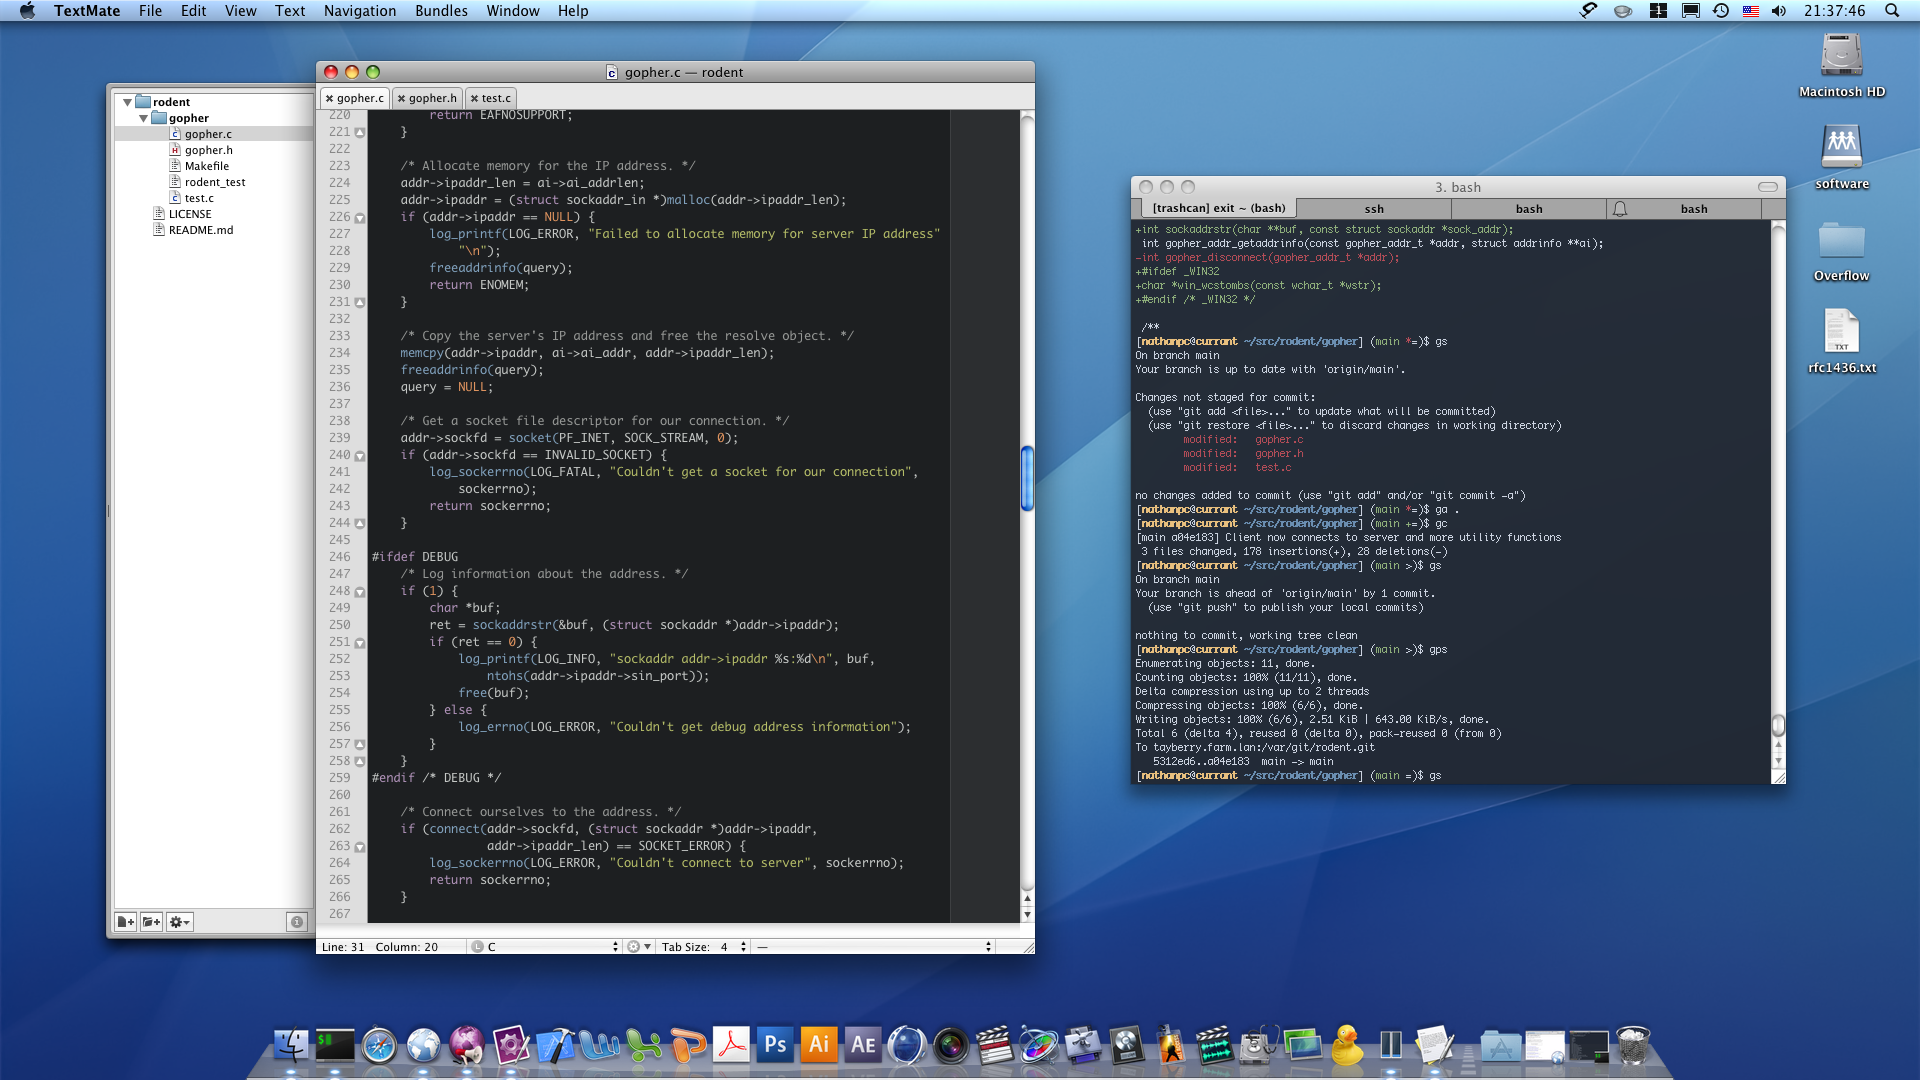 TextMate File Edit View Text Navigation Bundles Window Help
1
21:37:46
rodent
gopher
gopher.c
gopher.h
Makefile
rodent_test
test.c
LICENSE
README.md
gopher.c — rodent
gopher.c gopher.h test.c
220         return EAFNOSUPPORT;
221     }
222
223     /* Allocate memory for the IP address. */
224     addr->ipaddr_len = ai->ai_addrlen;
225     addr->ipaddr = (struct sockaddr_in *)malloc(addr->ipaddr_len);
226     if (addr->ipaddr == NULL) {
227         log_printf(LOG_ERROR, "Failed to allocate memory for server IP address"
228             "\n");
229         freeaddrinfo(query);
230         return ENOMEM;
231     }
232
233     /* Copy the server's IP address and free the resolve object. */
234     memcpy(addr->ipaddr, ai->ai_addr, addr->ipaddr_len);
235     freeaddrinfo(query);
236     query = NULL;
237
238     /* Get a socket file descriptor for our connection. */
239     addr->sockfd = socket(PF_INET, SOCK_STREAM, 0);
240     if (addr->sockfd == INVALID_SOCKET) {
241         log_sockerrno(LOG_FATAL, "Couldn't get a socket for our connection",
242             sockerrno);
243         return sockerrno;
244     }
245
246 #ifdef DEBUG
247     /* Log information about the address. */
248     if (1) {
249         char *buf;
250         ret = sockaddrstr(&buf, (struct sockaddr *)addr->ipaddr);
251         if (ret == 0) {
252             log_printf(LOG_INFO, "sockaddr addr->ipaddr %s:%d\n", buf,
253                 ntohs(addr->ipaddr->sin_port));
254             free(buf);
255         } else {
256             log_errno(LOG_ERROR, "Couldn't get debug address information");
257         }
258     }
259 #endif /* DEBUG */
260
261     /* Connect ourselves to the address. */
262     if (connect(addr->sockfd, (struct sockaddr *)addr->ipaddr,
263                 addr->ipaddr_len) == SOCKET_ERROR) {
264         log_sockerrno(LOG_ERROR, "Couldn't connect to server", sockerrno);
265         return sockerrno;
266     }
267
Line: 31 Column: 20 L C Tab Size: 4 —
3. bash
[trashcan] exit ~ (bash) ssh bash bash
+int sockaddrstr(char **buf, const struct sockaddr *sock_addr);
 int gopher_addr_getaddrinfo(const gopher_addr_t *addr, struct addrinfo **ai);
-int gopher_disconnect(gopher_addr_t *addr);
+#ifdef _WIN32
+char *win_wcstombs(const wchar_t *wstr);
+#endif /* _WIN32 */
 /**
[nathanpc@currant ~/src/rodent/gopher] (main *=)$ gs
On branch main
Your branch is up to date with 'origin/main'.
Changes not staged for commit:
  (use "git add <file>..." to update what will be committed)
  (use "git restore <file>..." to discard changes in working directory)
        modified:   gopher.c
        modified:   gopher.h
        modified:   test.c
no changes added to commit (use "git add" and/or "git commit -a")
[nathanpc@currant ~/src/rodent/gopher] (main *=)$ ga .
[nathanpc@currant ~/src/rodent/gopher] (main +=)$ gc
[main a04e183] Client now connects to server and more utility functions
 3 files changed, 178 insertions(+), 28 deletions(-)
[nathanpc@currant ~/src/rodent/gopher] (main >)$ gs
On branch main
Your branch is ahead of 'origin/main' by 1 commit.
  (use "git push" to publish your local commits)
nothing to commit, working tree clean
[nathanpc@currant ~/src/rodent/gopher] (main >)$ gps
Enumerating objects: 11, done.
Counting objects: 100% (11/11), done.
Delta compression using up to 2 threads
Compressing objects: 100% (6/6), done.
Writing objects: 100% (6/6), 2.51 KiB | 643.00 KiB/s, done.
Total 6 (delta 4), reused 0 (delta 0), pack-reused 0 (from 0)
To tayberry.farm.lan:/var/git/rodent.git
   5312ed6..a04e183  main -> main
[nathanpc@currant ~/src/rodent/gopher] (main =)$ gs
Macintosh HD
software
Overflow
TXT
rfc1436.txt
Ps Ai AE